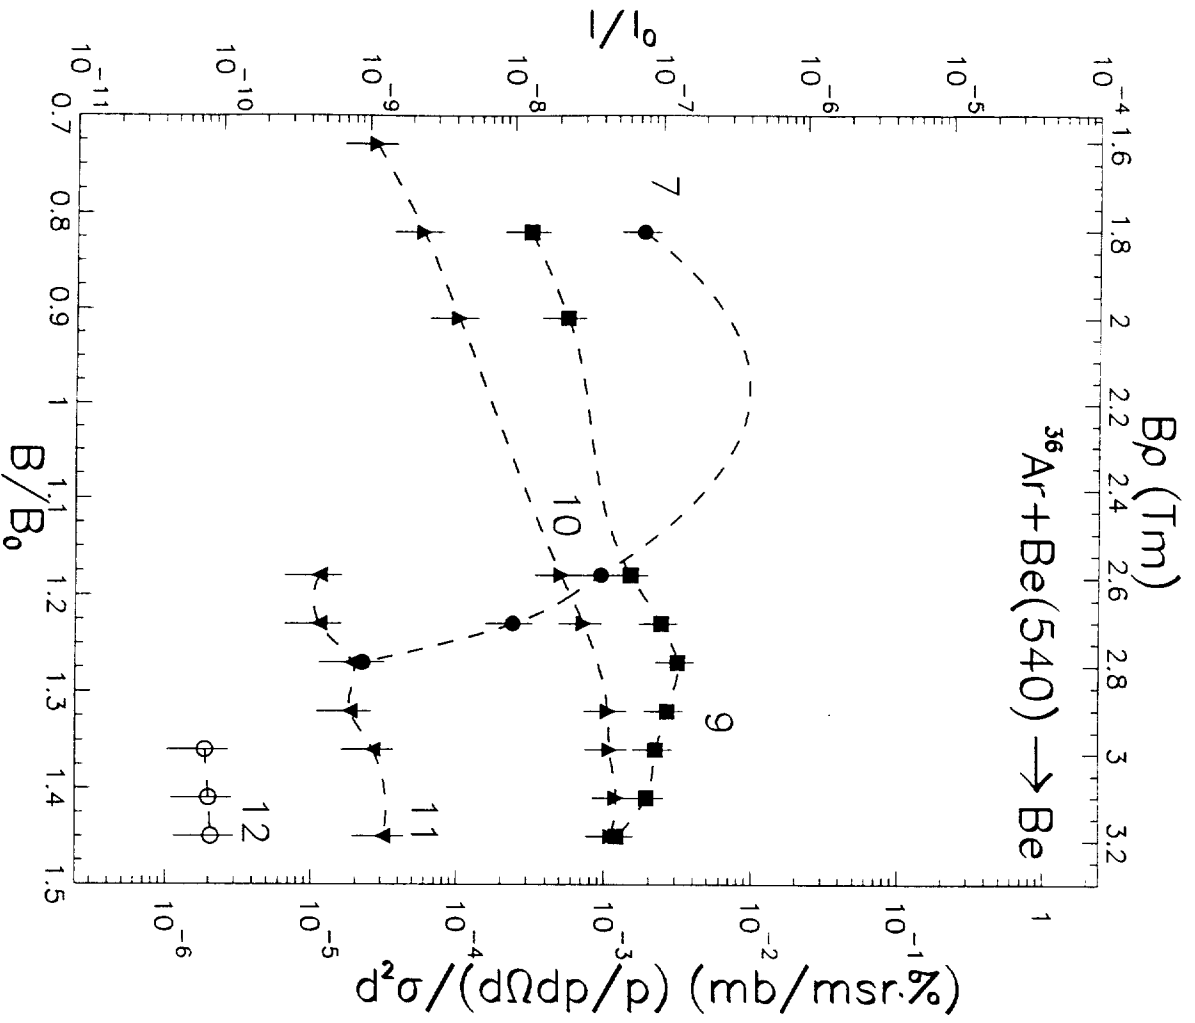 Bρ (Tm)
1.6 1.8 2 2.2 2.4 2.6 2.8 3 3.2
³⁶Ar+Be(540) → Be
I/I₀
10⁻⁴
10⁻⁵
10⁻⁶
10⁻⁷
10⁻⁸
10⁻⁹
10⁻¹⁰
10⁻¹¹
7
9
10
11
12
1
10⁻¹
10⁻²
10⁻³
10⁻⁴
10⁻⁵
10⁻⁶
d²σ/(dΩdp/p) (mb/msr.%)
0.7 0.8 0.9 1 1.1 1.2 1.3 1.4 1.5
B/B₀